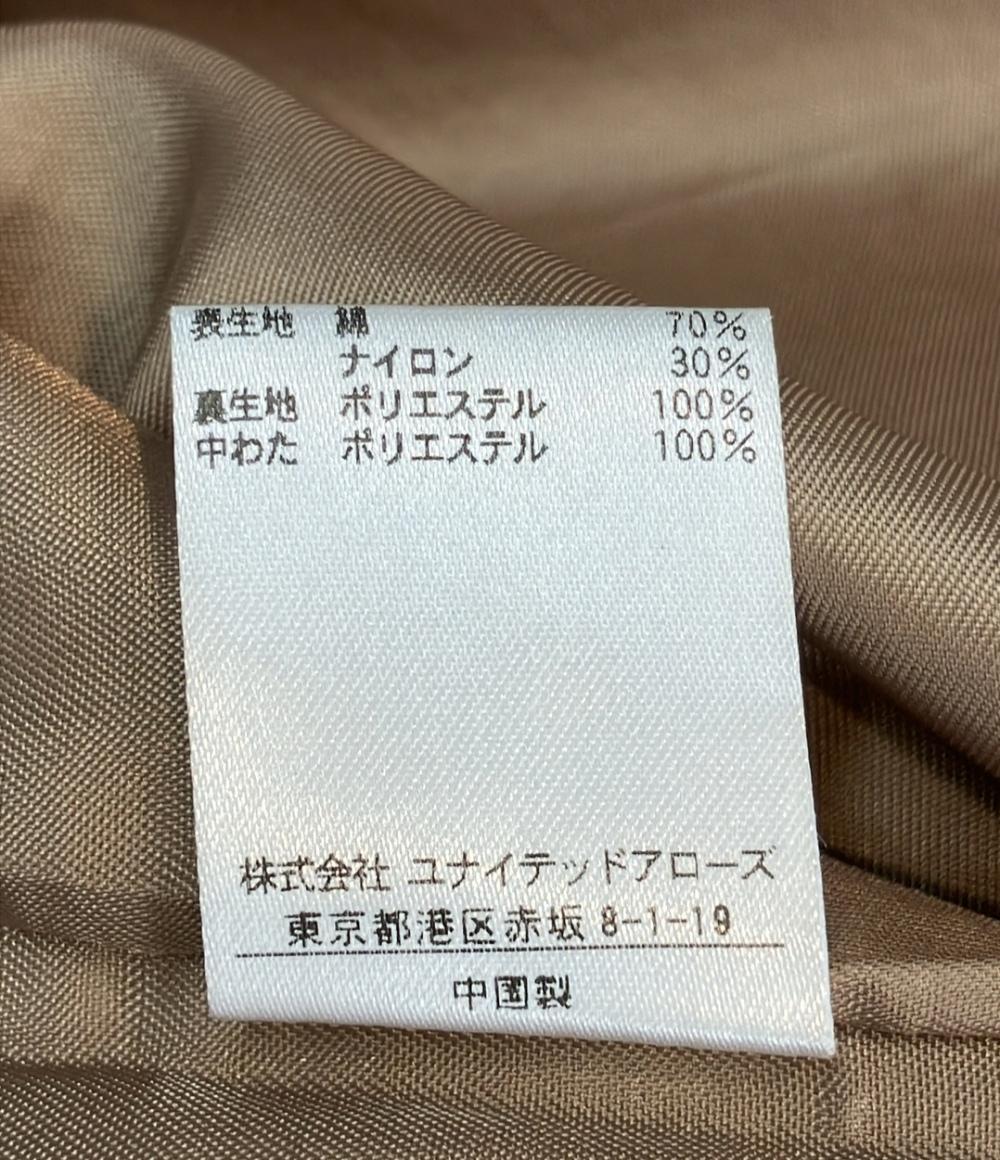 表生地 綿 70%
ナイロン 30%
裏生地 ポリエステル 100%
中わた ポリエステル 100%
株式会社 ユナイテッドアローズ
東京都港区赤坂 8-1-19
中国製